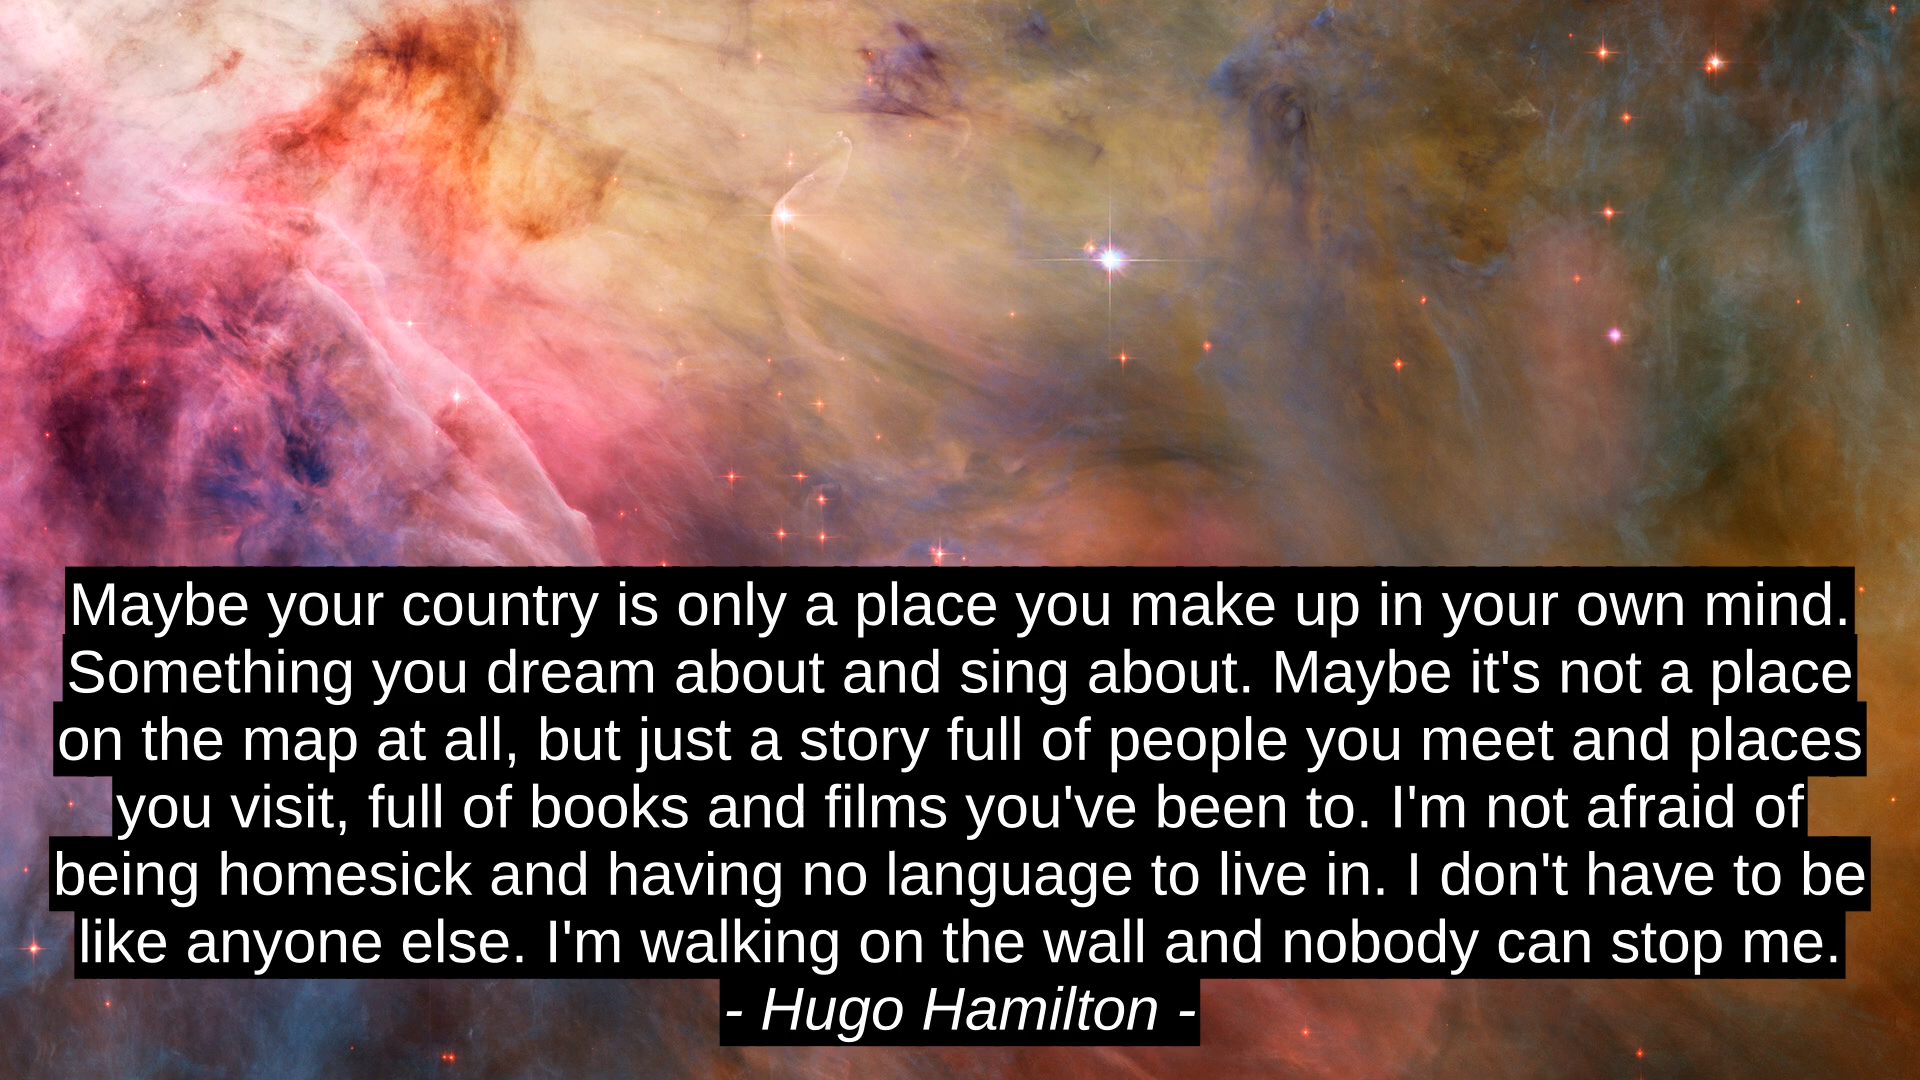 Maybe your country is only a place you make up in your own mind.
Something you dream about and sing about. Maybe it's not a place
on the map at all, but just a story full of people you meet and places
you visit, full of books and films you've been to. I'm not afraid of
being homesick and having no language to live in. I don't have to be
like anyone else. I'm walking on the wall and nobody can stop me.
- Hugo Hamilton -